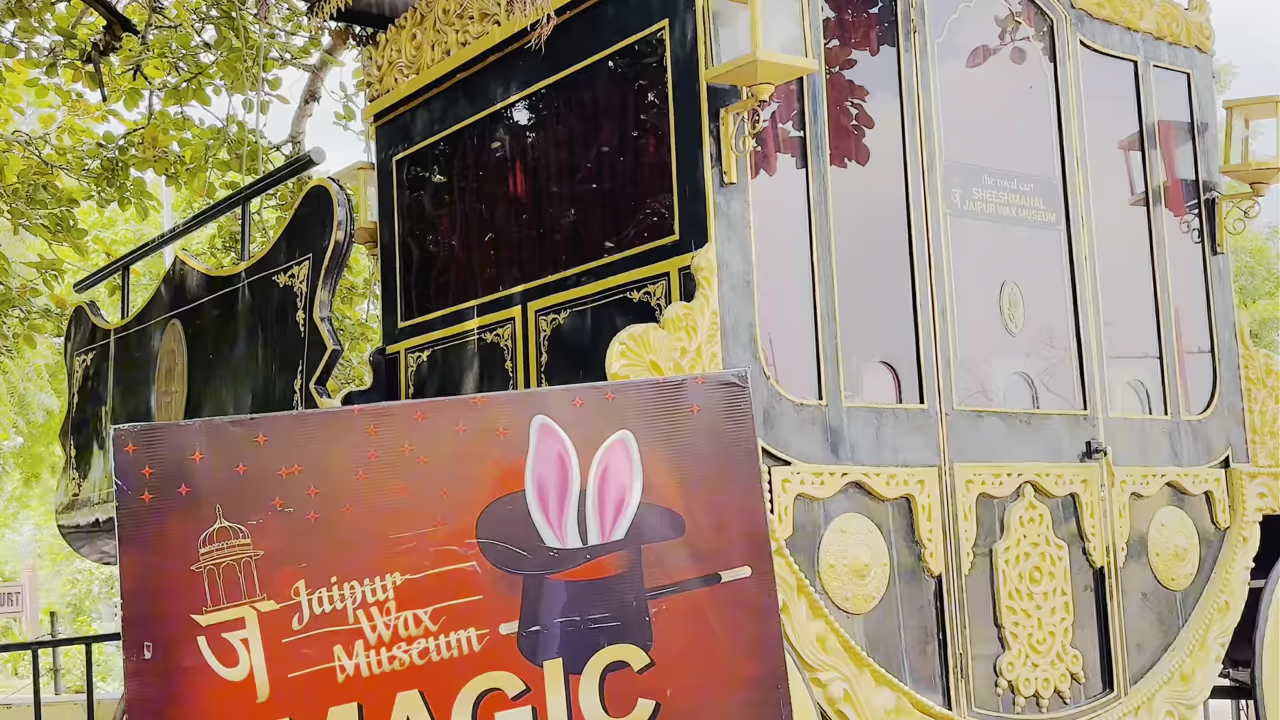 the royal cart
ज SHEESHMAHAL
JAIPUR WAX MUSEUM
ज
Jaipur
Wax
Museum
MAGIC